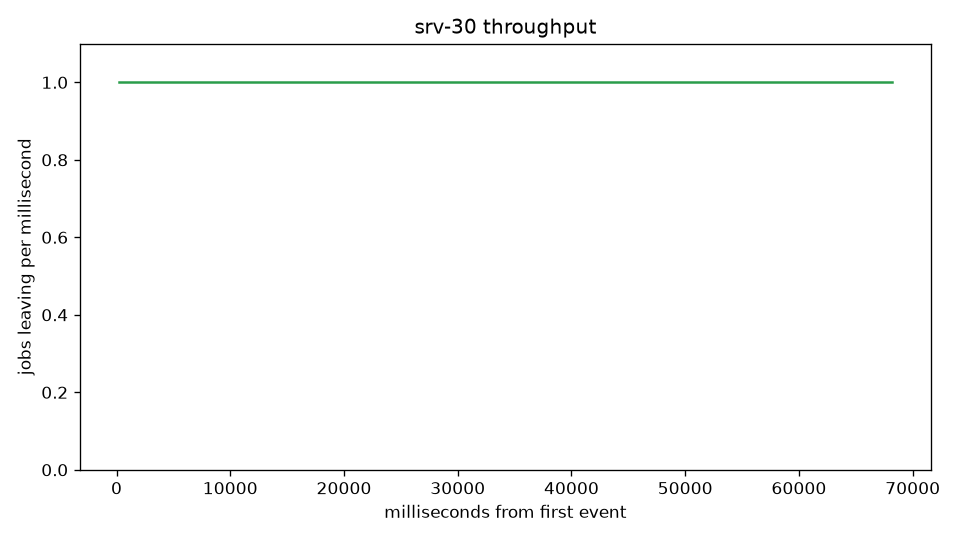 srv-30 throughput
jobs leaving per millisecond
1.0
0.8
0.6
0.4
0.2
0.0
0 10000 20000 30000 40000 50000 60000 70000
milliseconds from first event